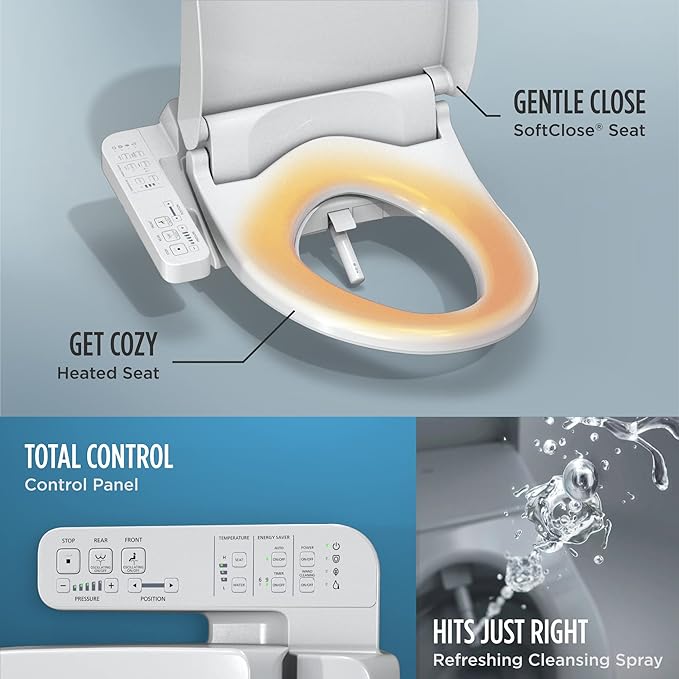 GENTLE CLOSE
SoftClose® Seat
GET COZY
Heated Seat
TOTAL CONTROL
Control Panel
STOP REAR FRONT
OSCILLATING ON/OFF OSCILLATING ON/OFF
PRESSURE POSITION
TEMPERATURE ENERGY SAVER
H SEAT AUTO ON/OFF POWER ON/OFF
L WATER 6 9 TIMER ON/OFF WAND CLEANING ON/OFF
HITS JUST RIGHT
Refreshing Cleansing Spray